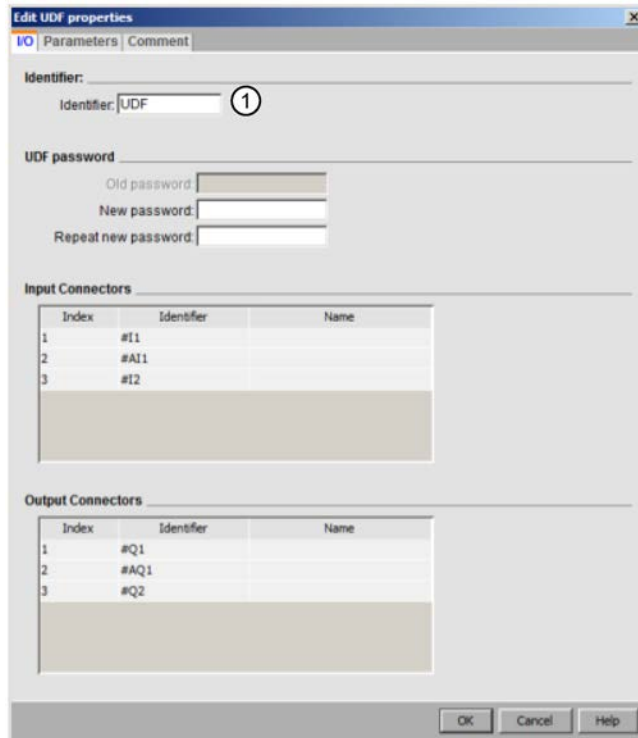 Edit UDF properties
I/O Parameters Comment
Identifier:
Identifier: UDF ①
UDF password
Old password:
New password:
Repeat new password:
Input Connectors
Index Identifier Name
1 #I1
2 #AI1
3 #I2
Output Connectors
Index Identifier Name
1 #Q1
2 #AQ1
3 #Q2
OK Cancel Help